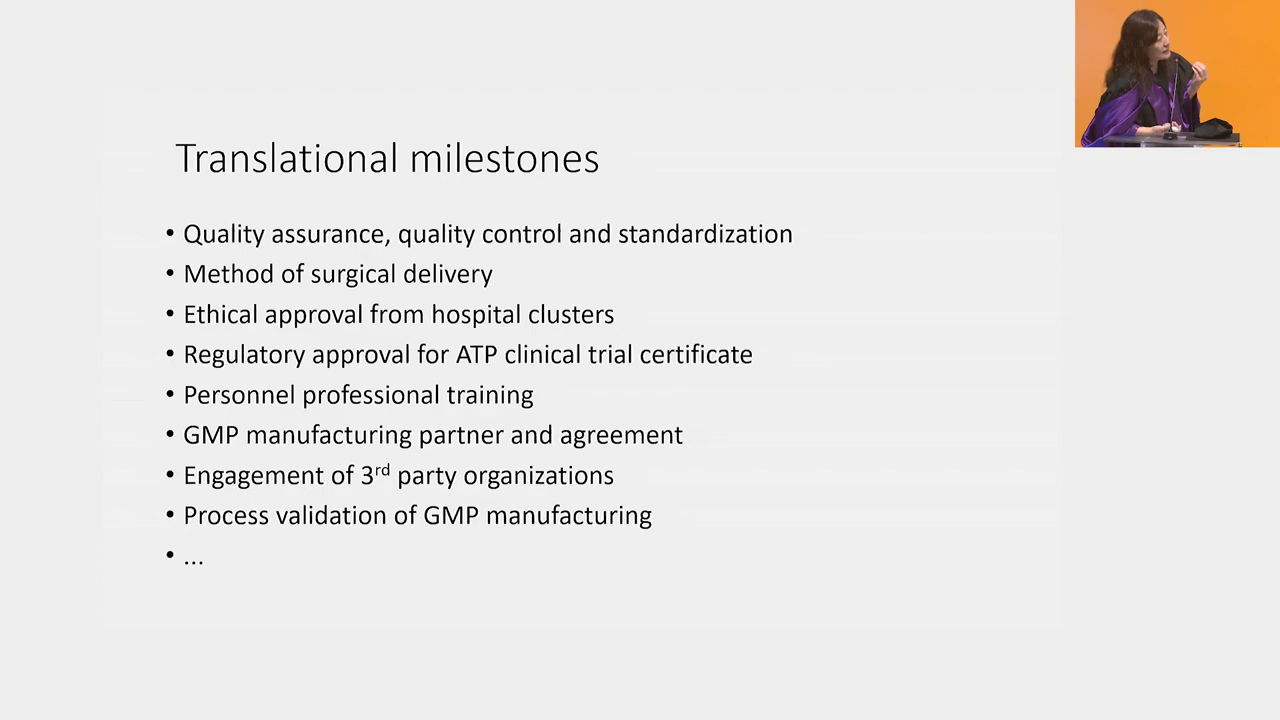 Translational milestones
• Quality assurance, quality control and standardization
• Method of surgical delivery
• Ethical approval from hospital clusters
• Regulatory approval for ATP clinical trial certificate
• Personnel professional training
• GMP manufacturing partner and agreement
• Engagement of 3rd party organizations
• Process validation of GMP manufacturing
• ...